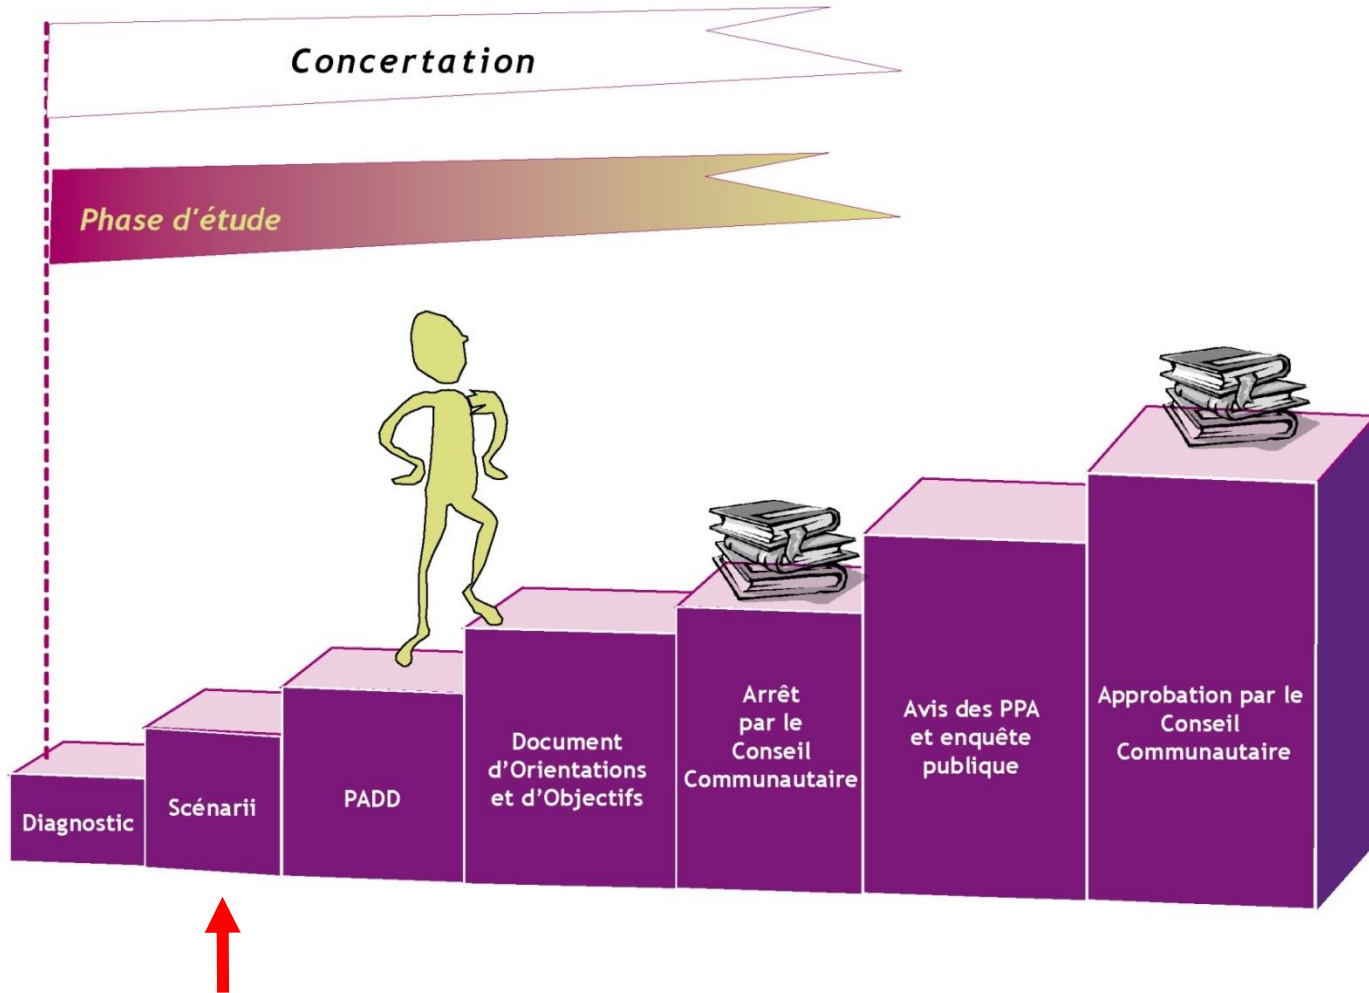 Concertation
Phase d'étude
Diagnostic
Scénarii
PADD
Document
d’Orientations
et d’Objectifs
Arrêt
par le
Conseil
Communautaire
Avis des PPA
et enquête
publique
Approbation par le
Conseil
Communautaire